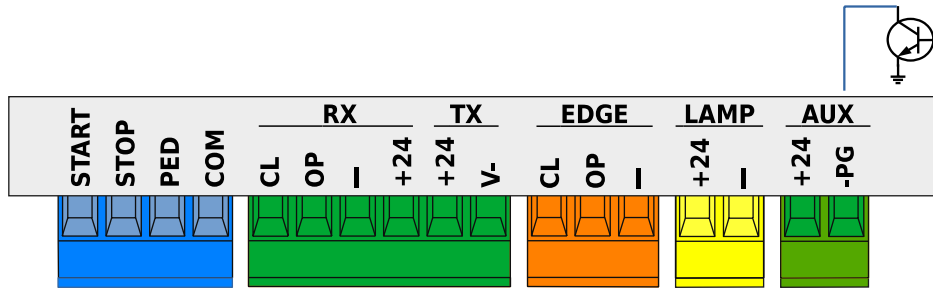 RX TX EDGE LAMP AUX
START STOP PED COM CL OP - +24 +24 V- CL OP - +24 - +24 -PG